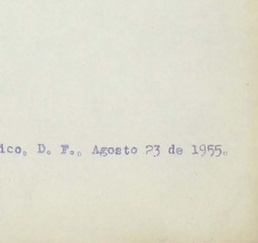 ico, D. F., Agosto 23 de 1955.